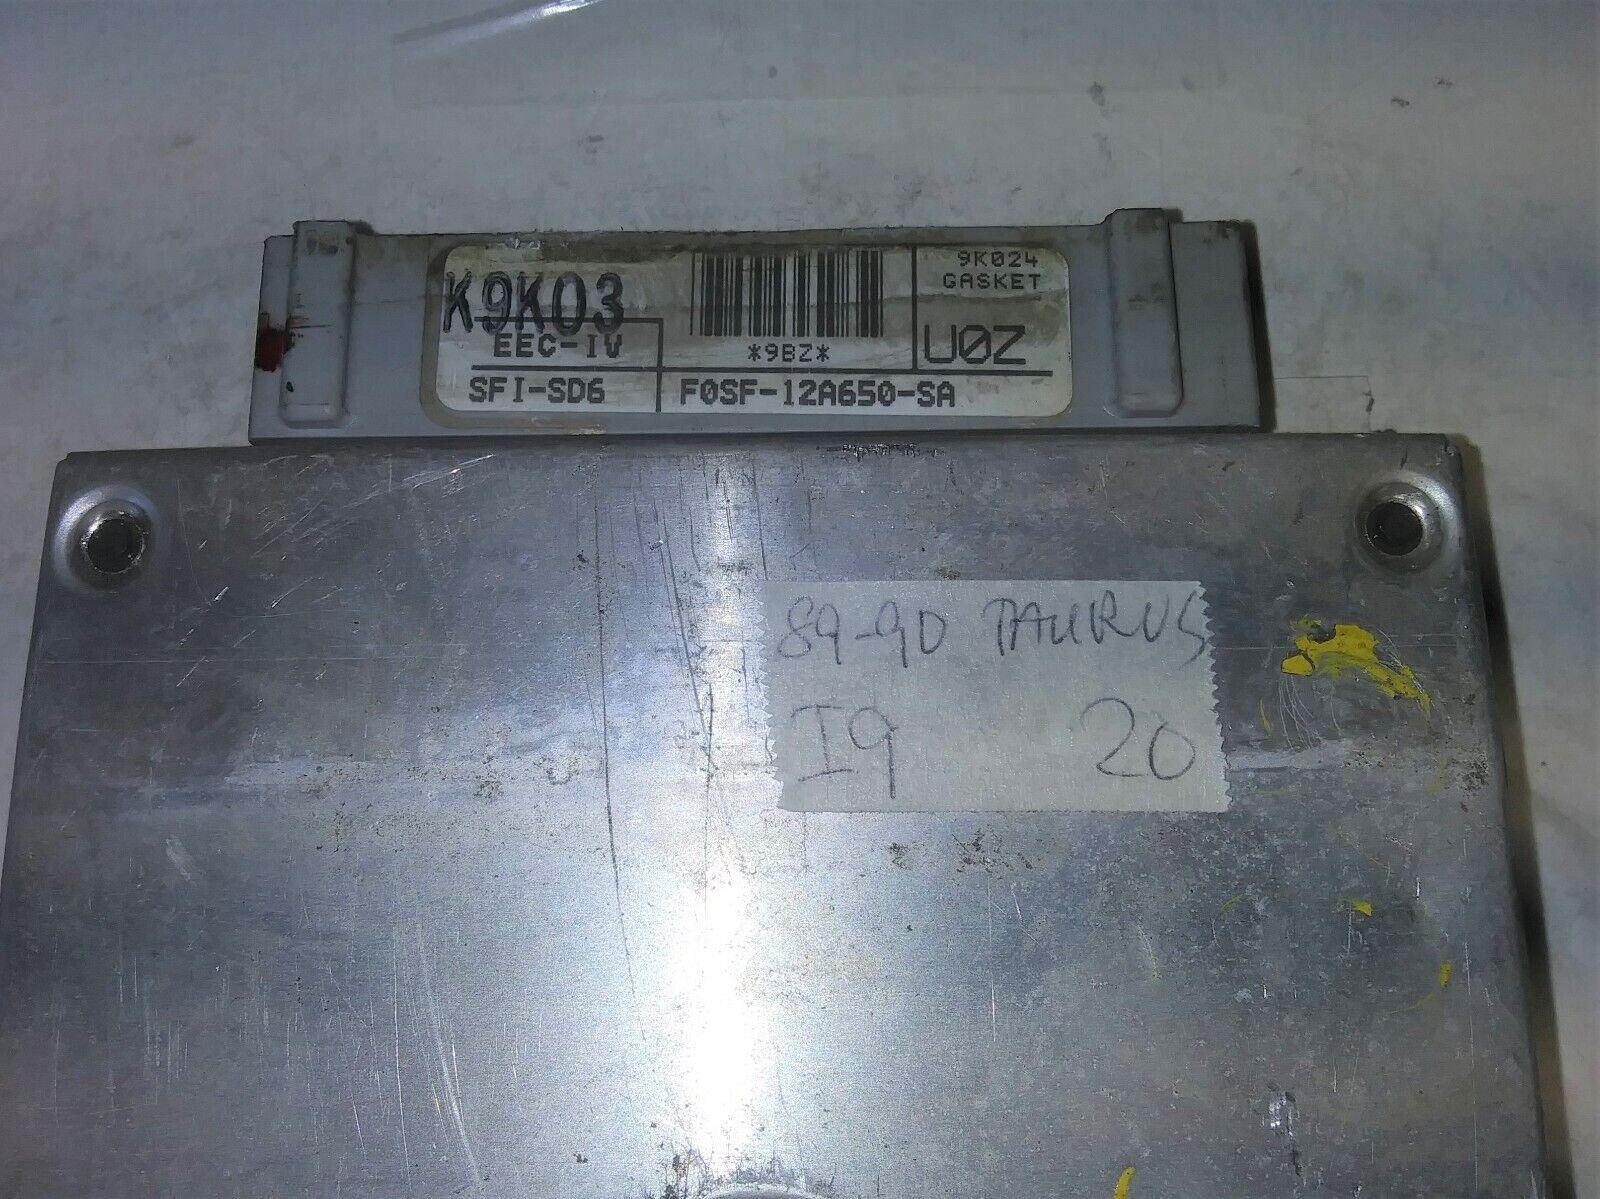 K9K03
EEC-IV
*9BZ*
9K024
GASKET
U0Z
SFI-SD6
F0SF-12A650-SA
89-90 TAURUS
I9 20